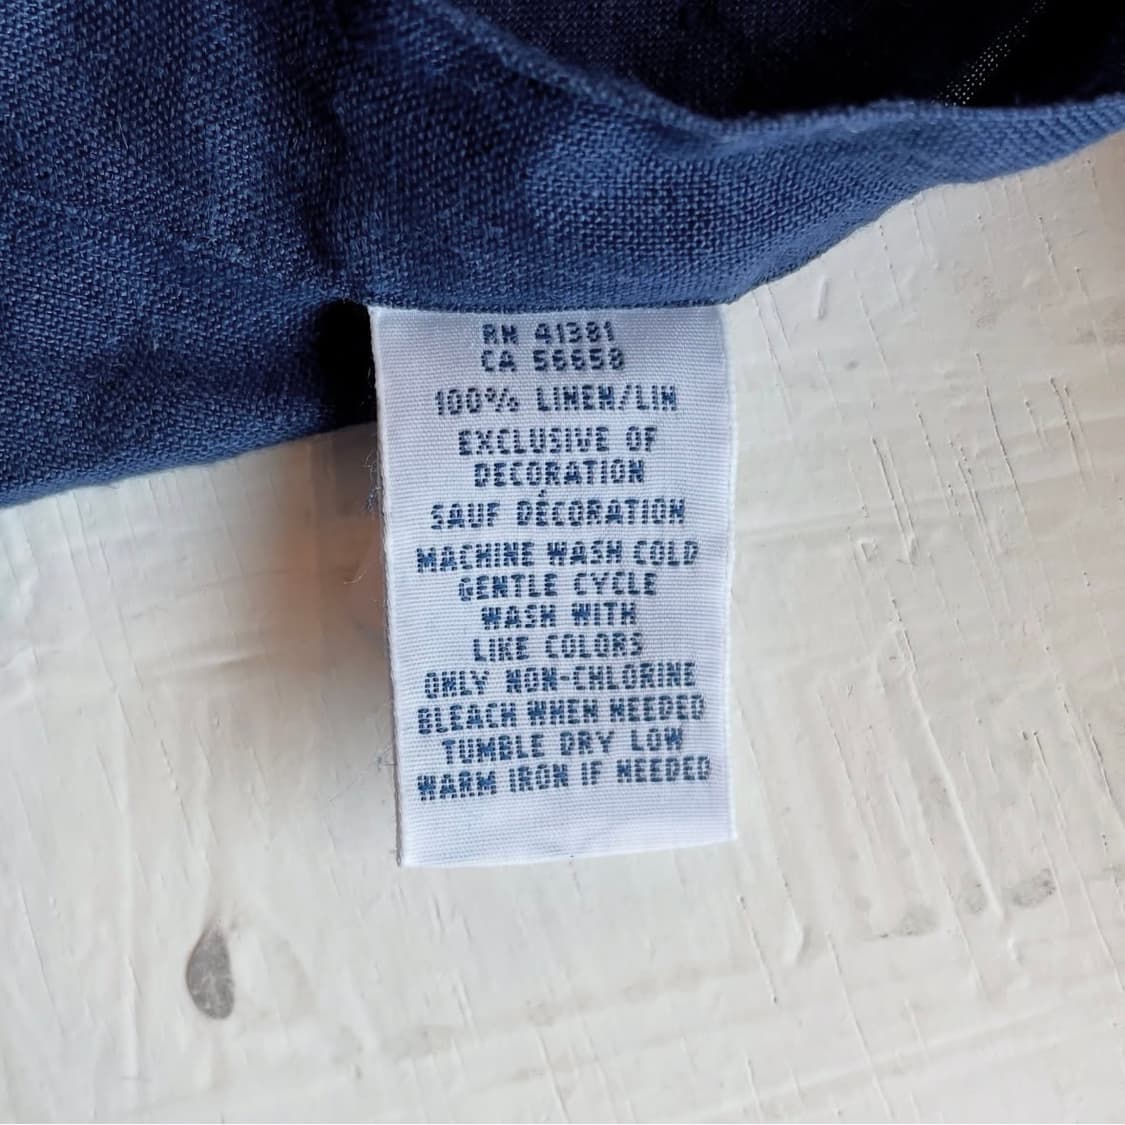 RN 41381
CA 56650
100% LINEN/LIN
EXCLUSIVE OF
DECORATION
SAUF DÉCORATION
MACHINE WASH COLD
GENTLE CYCLE
WASH WITH
LIKE COLORS
ONLY NON-CHLORINE
BLEACH WHEN NEEDED
TUMBLE DRY LOW
WARM IRON IF NEEDED